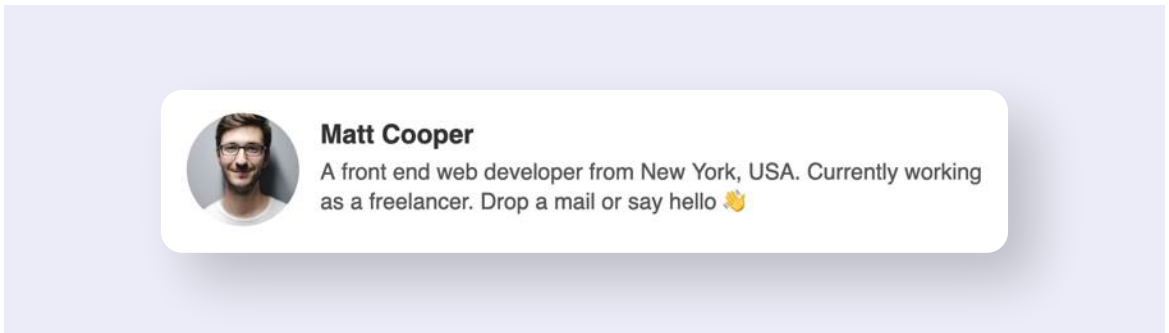 Matt Cooper
A front end web developer from New York, USA. Currently working
as a freelancer. Drop a mail or say hello 👋